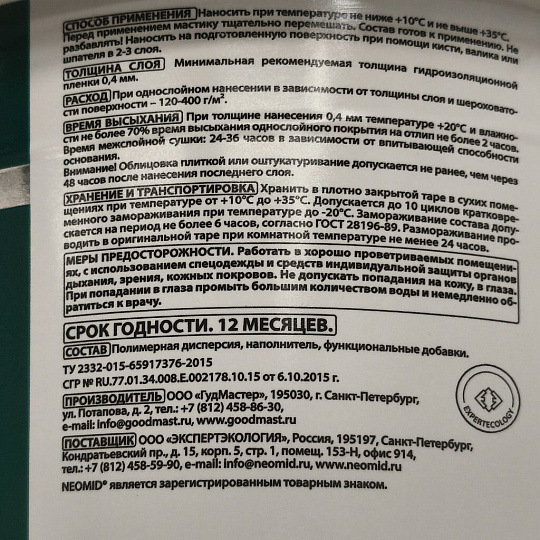 СПОСОБ ПРИМЕНЕНИЯ Наносить при температуре не ниже +10°С и не выше +35°С.
Перед применением мастику тщательно перемешать. Состав готов к применению. Не
разбавлять! Наносить на подготовленную поверхность при помощи кисти, валика или
шпателя в 2-3 слоя.
ТОЛЩИНА СЛОЯ Минимальная рекомендуемая толщина гидроизоляционной
пленки 0,4 мм.
РАСХОД При однослойном нанесении в зависимости от толщины слоя и шероховато-
сти поверхности – 120-400 г/м².
ВРЕМЯ ВЫСЫХАНИЯ При толщине нанесения 0,4 мм температуре +20°С и влажно-
сти не более 70% время высыхания однослойного покрытия на отлип не более 2 часов.
Время межслойной сушки: 24-36 часов в зависимости от впитывающей способности
основания.
Внимание! Облицовка плиткой или оштукатуривание допускается не ранее, чем через
48 часов после нанесения последнего слоя.
ХРАНЕНИЕ И ТРАНСПОРТИРОВКА Хранить в плотно закрытой таре в сухих поме-
щениях при температуре от +10°С до +35°С. Допускается до 10 циклов кратковре-
менного замораживания при температуре до -20°С. Замораживание состава допу-
скается на период не более 6 часов, согласно ГОСТ 28196-89. Размораживание про-
водить в оригинальной таре при комнатной температуре не менее 24 часов.
МЕРЫ ПРЕДОСТОРОЖНОСТИ. Работать в хорошо проветриваемых помещени-
ях, с использованием спецодежды и средств индивидуальной защиты органов
дыхания, зрения, кожных покровов. Не допускать попадания на кожу, в глаза.
При попадании в глаза промыть большим количеством воды и немедленно об-
ратиться к врачу.
СРОК ГОДНОСТИ. 12 МЕСЯЦЕВ.
СОСТАВ Полимерная дисперсия, наполнитель, функциональные добавки.
ТУ 2332-015-65917376-2015
СГР № RU.77.01.34.008.Е.002178.10.15 от 6.10.2015 г.
ПРОИЗВОДИТЕЛЬ ООО «ГудМастер», 195030, г. Санкт-Петербург,
ул. Потапова, д. 2, тел.: +7 (812) 458-86-30,
e-mail: info@goodmast.ru, www.goodmast.ru
EXPERTECOLOGY
ПОСТАВЩИК ООО «ЭКСПЕРТЭКОЛОГИЯ», Россия, 195197, Санкт-Петербург,
Кондратьевский пр., д. 15, корп. 5, стр. 1, помещ. 153-Н, офис 914,
тел.: +7 (812) 458-59-90, e-mail: info@neomid.ru, www.neomid.ru
NEOMID® является зарегистрированным товарным знаком.